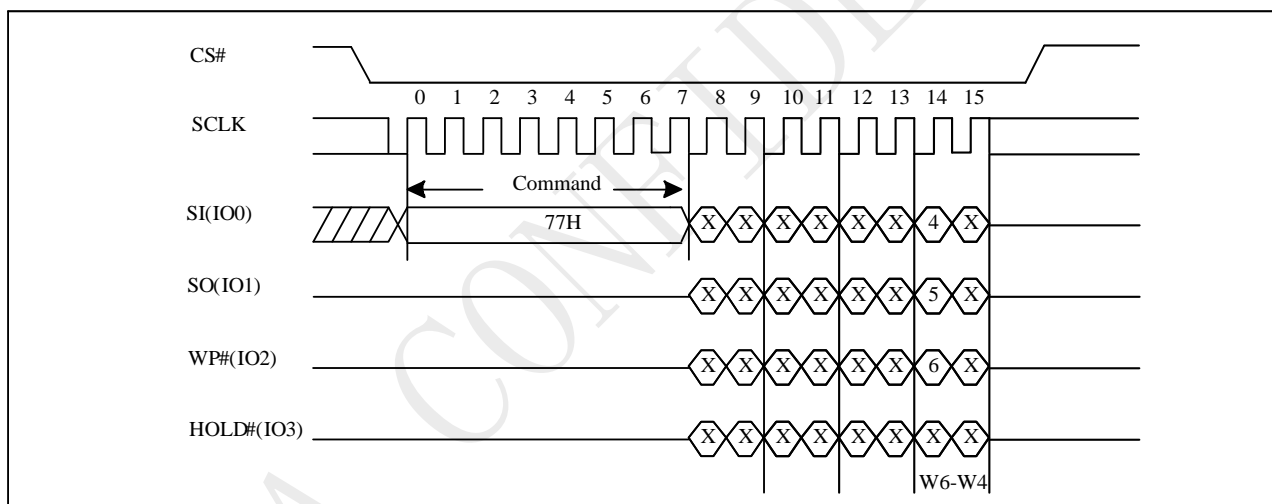 CS#
0 1 2 3 4 5 6 7 8 9 10 11 12 13 14 15
SCLK
Command
SI(IO0) 77H X X X X X X 4 X
SO(IO1) X X X X X X 5 X
WP#(IO2) X X X X X X 6 X
HOLD#(IO3) X X X X X X X X
W6-W4